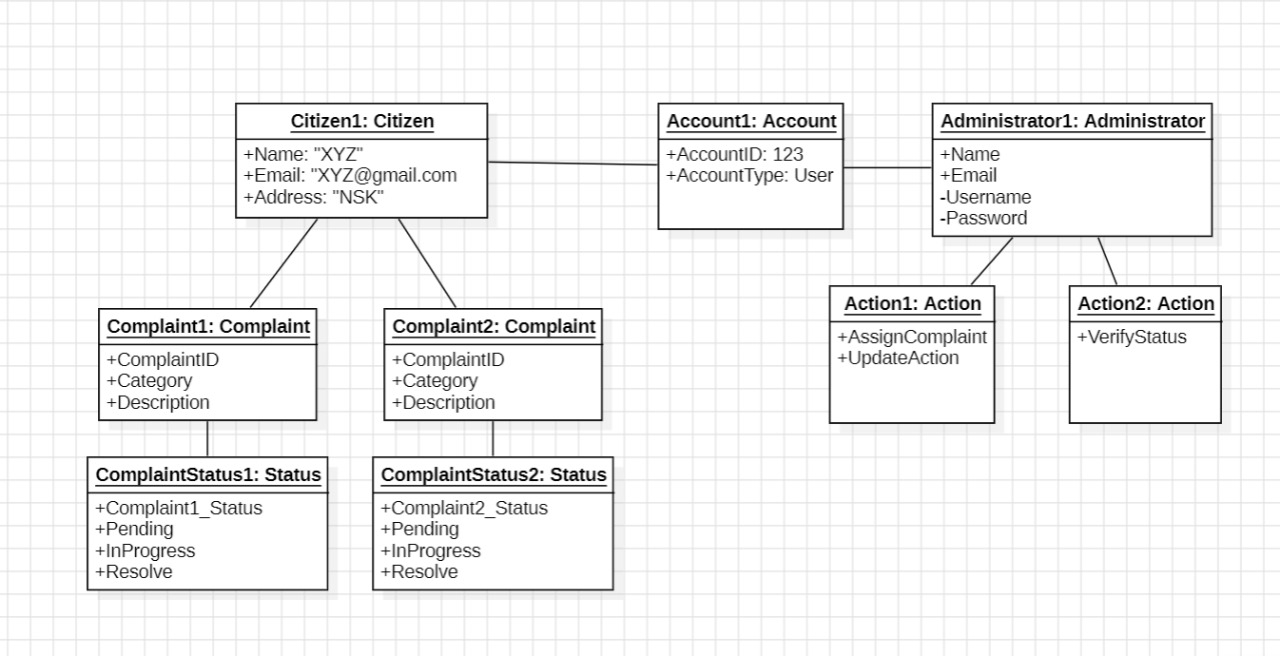 Citizen1: Citizen
+Name: "XYZ"
+Email: "XYZ@gmail.com
+Address: "NSK"
Account1: Account
+AccountID: 123
+AccountType: User
Administrator1: Administrator
+Name
+Email
-Username
-Password
Complaint1: Complaint
+ComplaintID
+Category
+Description
Complaint2: Complaint
+ComplaintID
+Category
+Description
Action1: Action
+AssignComplaint
+UpdateAction
Action2: Action
+VerifyStatus
ComplaintStatus1: Status
+Complaint1_Status
+Pending
+InProgress
+Resolve
ComplaintStatus2: Status
+Complaint2_Status
+Pending
+InProgress
+Resolve